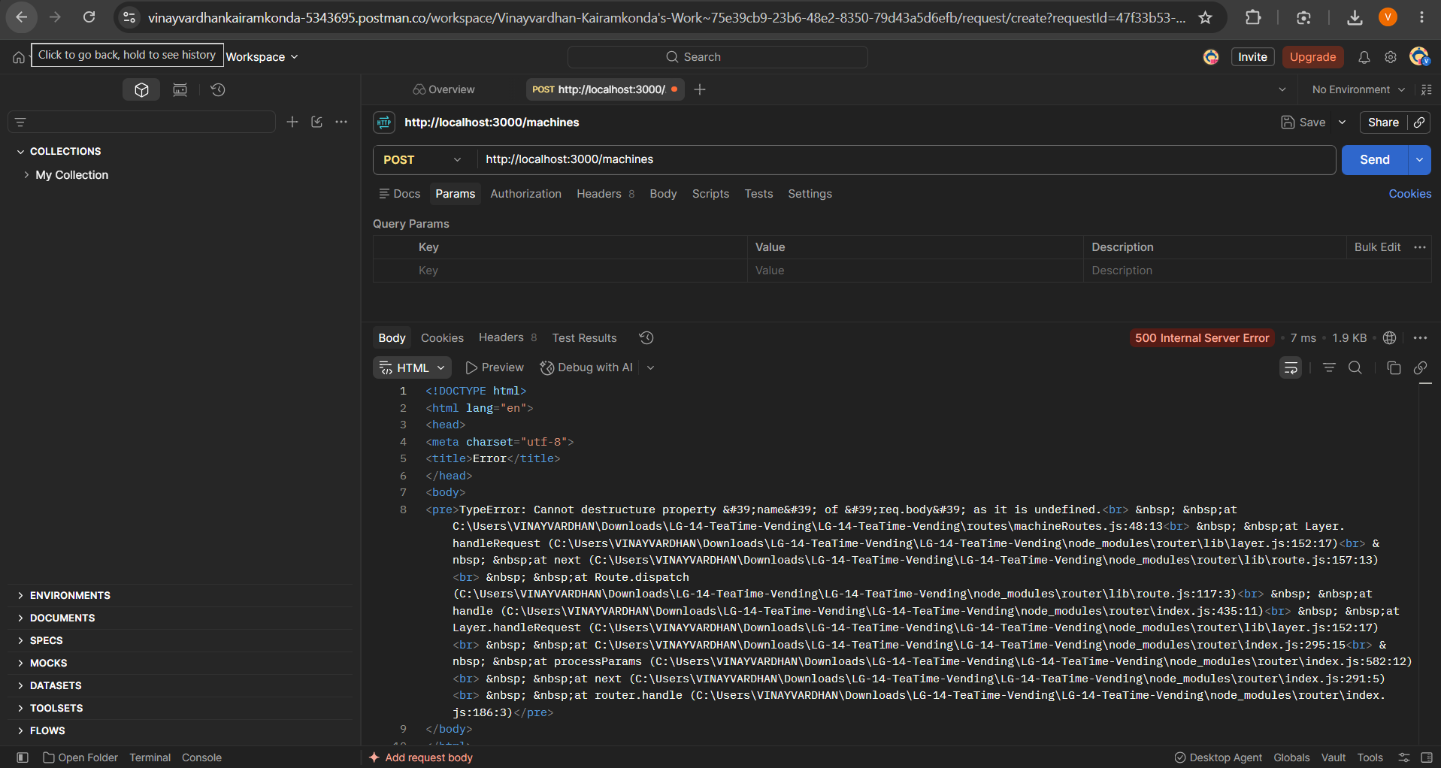 vinayvardhankairamkonda-5343695.postman.co/workspace/Vinayvardhan-Kairamkonda's-Work~75e39cb9-23b6-48e2-8350-79d43a5d6efb/request/create?requestId=47f33b53-...
V
Click to go back, hold to see history
Workspace
Search
Invite
Upgrade
Overview
POST http://localhost:3000/
No Environment
HTTP
http://localhost:3000/machines
Save
Share
COLLECTIONS
My Collection
POST
http://localhost:3000/machines
Send
Docs
Params
Authorization
Headers 8
Body
Scripts
Tests
Settings
Cookies
Query Params
Key
Value
Description
Bulk Edit
Key
Value
Description
Body
Cookies
Headers 8
Test Results
500 Internal Server Error
7 ms
1.9 KB
HTML
Preview
Debug with AI
1 <!DOCTYPE html>
2 <html lang="en">
3 <head>
4 <meta charset="utf-8">
5 <title>Error</title>
6 </head>
7 <body>
8 <pre>TypeError: Cannot destructure property &#39;name&#39; of &#39;req.body&#39; as it is undefined.<br> &nbsp; &nbsp;at
C:\Users\VINAYVARDHAN\Downloads\LG-14-TeaTime-Vending\LG-14-TeaTime-Vending\routes\machineRoutes.js:48:13<br> &nbsp; &nbsp;at Layer.
handleRequest (C:\Users\VINAYVARDHAN\Downloads\LG-14-TeaTime-Vending\LG-14-TeaTime-Vending\node_modules\router\lib\layer.js:152:17)<br> &
nbsp; &nbsp;at next (C:\Users\VINAYVARDHAN\Downloads\LG-14-TeaTime-Vending\LG-14-TeaTime-Vending\node_modules\router\lib\route.js:157:13)
<br> &nbsp; &nbsp;at Route.dispatch
(C:\Users\VINAYVARDHAN\Downloads\LG-14-TeaTime-Vending\LG-14-TeaTime-Vending\node_modules\router\lib\route.js:117:3)<br> &nbsp; &nbsp;at
handle (C:\Users\VINAYVARDHAN\Downloads\LG-14-TeaTime-Vending\LG-14-TeaTime-Vending\node_modules\router\index.js:435:11)<br> &nbsp; &nbsp;at
Layer.handleRequest (C:\Users\VINAYVARDHAN\Downloads\LG-14-TeaTime-Vending\LG-14-TeaTime-Vending\node_modules\router\lib\layer.js:152:17)
<br> &nbsp; &nbsp;at C:\Users\VINAYVARDHAN\Downloads\LG-14-TeaTime-Vending\LG-14-TeaTime-Vending\node_modules\router\index.js:295:15<br> &
nbsp; &nbsp;at processParams (C:\Users\VINAYVARDHAN\Downloads\LG-14-TeaTime-Vending\LG-14-TeaTime-Vending\node_modules\router\index.js:582:12)
<br> &nbsp; &nbsp;at next (C:\Users\VINAYVARDHAN\Downloads\LG-14-TeaTime-Vending\LG-14-TeaTime-Vending\node_modules\router\index.js:291:5)
<br> &nbsp; &nbsp;at router.handle (C:\Users\VINAYVARDHAN\Downloads\LG-14-TeaTime-Vending\LG-14-TeaTime-Vending\node_modules\router\index.
js:186:3)</pre>
9 </body>
ENVIRONMENTS
DOCUMENTS
SPECS
MOCKS
DATASETS
TOOLSETS
FLOWS
Open Folder
Terminal
Console
Add request body
Desktop Agent
Globals
Vault
Tools